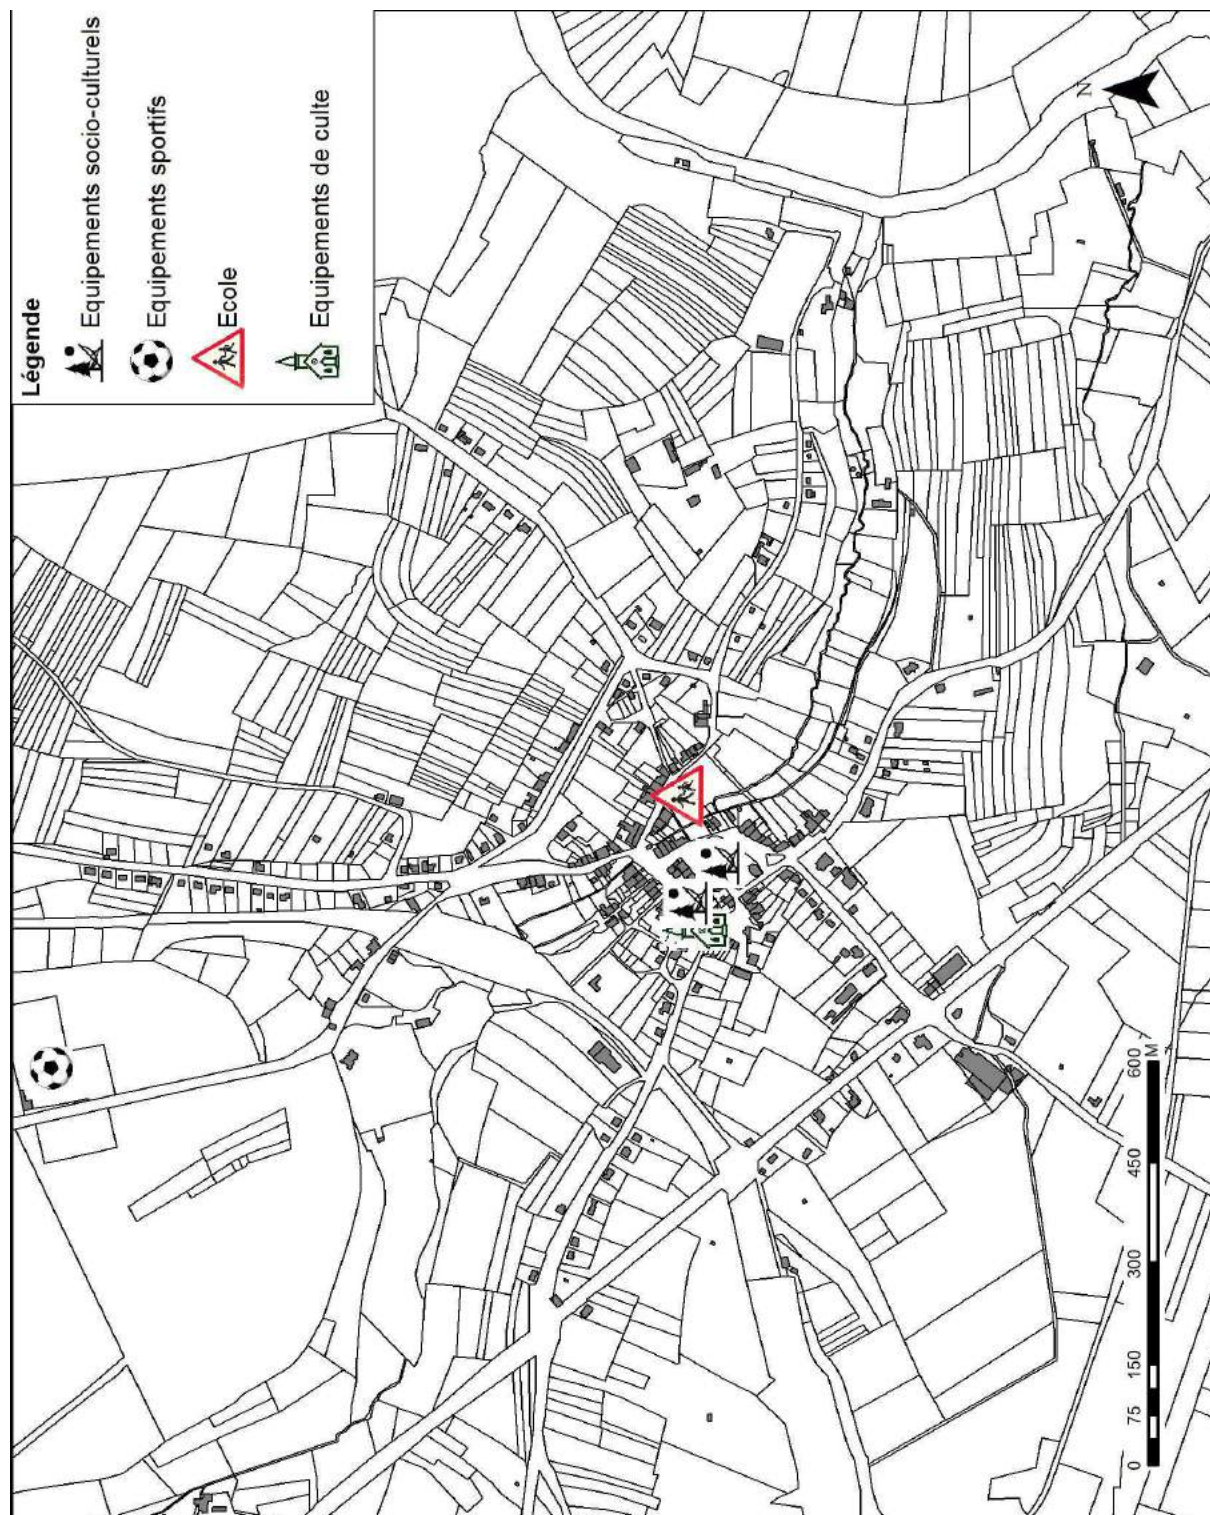 Légende
Equipements socio-culturels
Equipements sportifs
Ecole
Equipements de culte
N
0 75 150 300 450 600
M